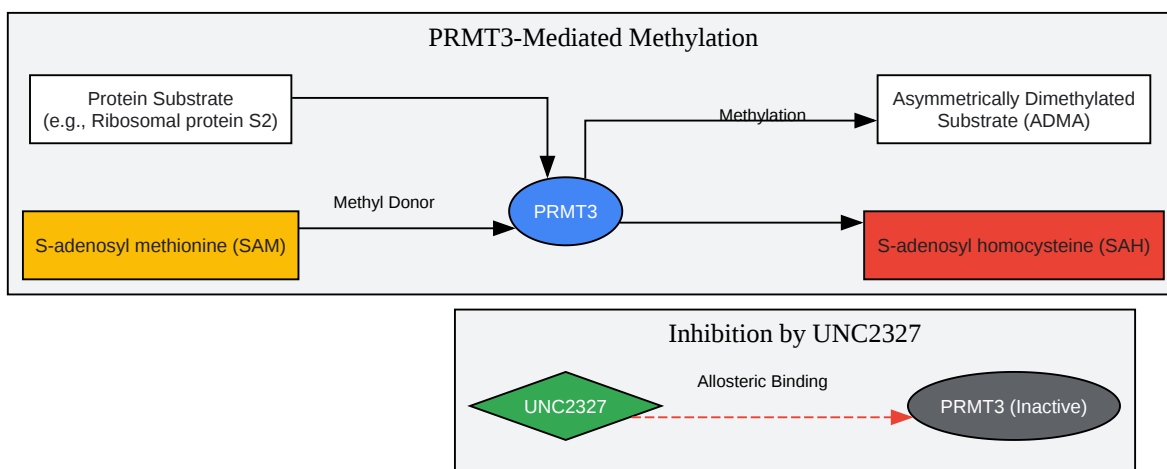 PRMT3-Mediated Methylation
Protein Substrate
(e.g., Ribosomal protein S2)
Methylation
Asymmetrically Dimethylated
Substrate (ADMA)
Methyl Donor
PRMT3
S-adenosyl methionine (SAM)
S-adenosyl homocysteine (SAH)
Inhibition by UNC2327
Allosteric Binding
UNC2327
PRMT3 (Inactive)